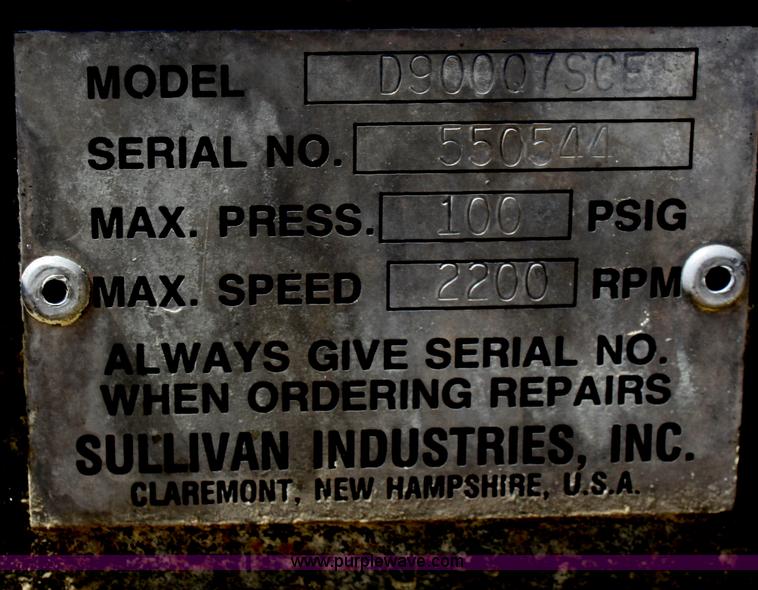 MODEL D900Q7SCE
SERIAL NO. 550544
MAX. PRESS. 100 PSIG
MAX. SPEED 2200 RPM
ALWAYS GIVE SERIAL NO.
WHEN ORDERING REPAIRS
SULLIVAN INDUSTRIES, INC.
CLAREMONT, NEW HAMPSHIRE, U.S.A.
www.purplewave.com